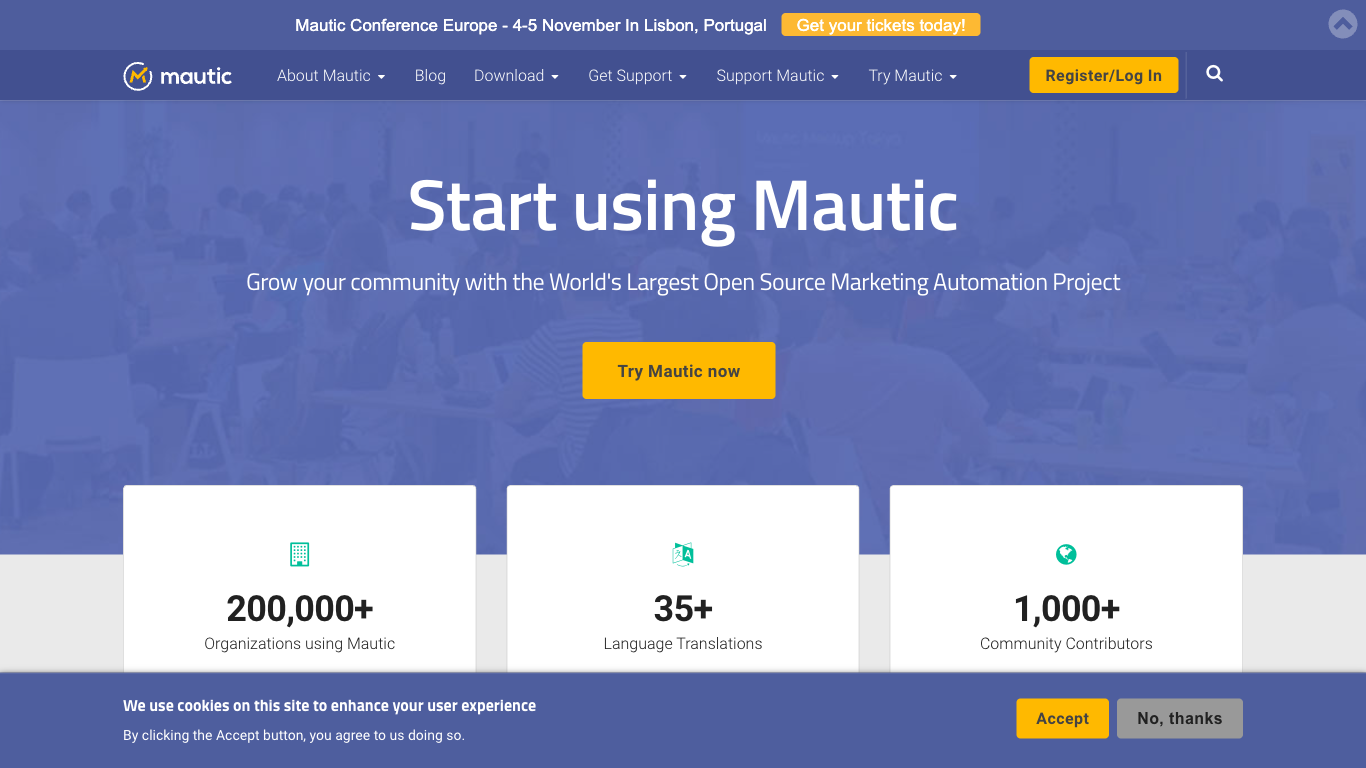 Mautic Conference Europe - 4-5 November In Lisbon, Portugal Get your tickets today!
mautic About Mautic Blog Download Get Support Support Mautic Try Mautic Register/Log In
Start using Mautic
Grow your community with the World's Largest Open Source Marketing Automation Project
Try Mautic now
200,000+
Organizations using Mautic
35+
Language Translations
1,000+
Community Contributors
We use cookies on this site to enhance your user experience
By clicking the Accept button, you agree to us doing so.
Accept
No, thanks